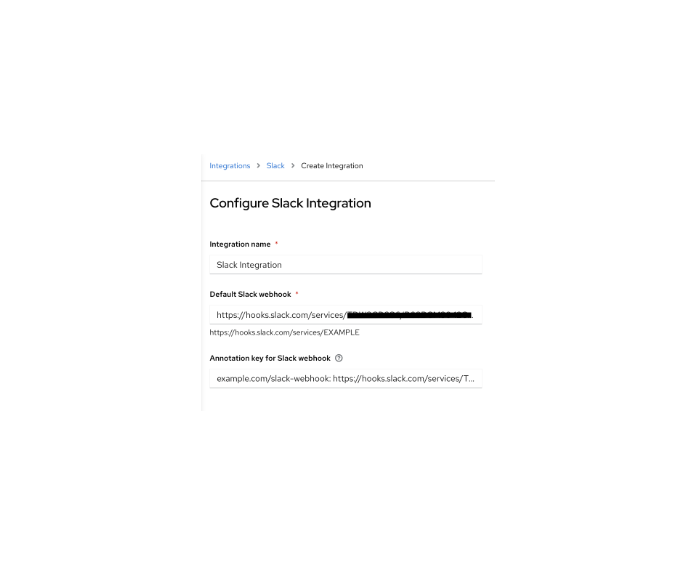 Integrations > Slack > Create Integration
Configure Slack Integration
Integration name *
Slack Integration
Default Slack webhook *
https://hooks.slack.com/services/
https://hooks.slack.com/services/EXAMPLE
Annotation key for Slack webhook
example.com/slack-webhook: https://hooks.slack.com/services/T...